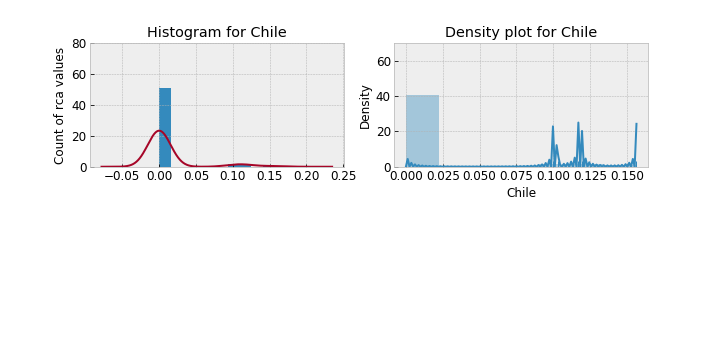 Histogram for Chile
Count of rca values
80
60
40
20
0
−0.05 0.00 0.05 0.10 0.15 0.20 0.25
Density plot for Chile
Density
60
40
20
0
0.000 0.025 0.050 0.075 0.100 0.125 0.150
Chile